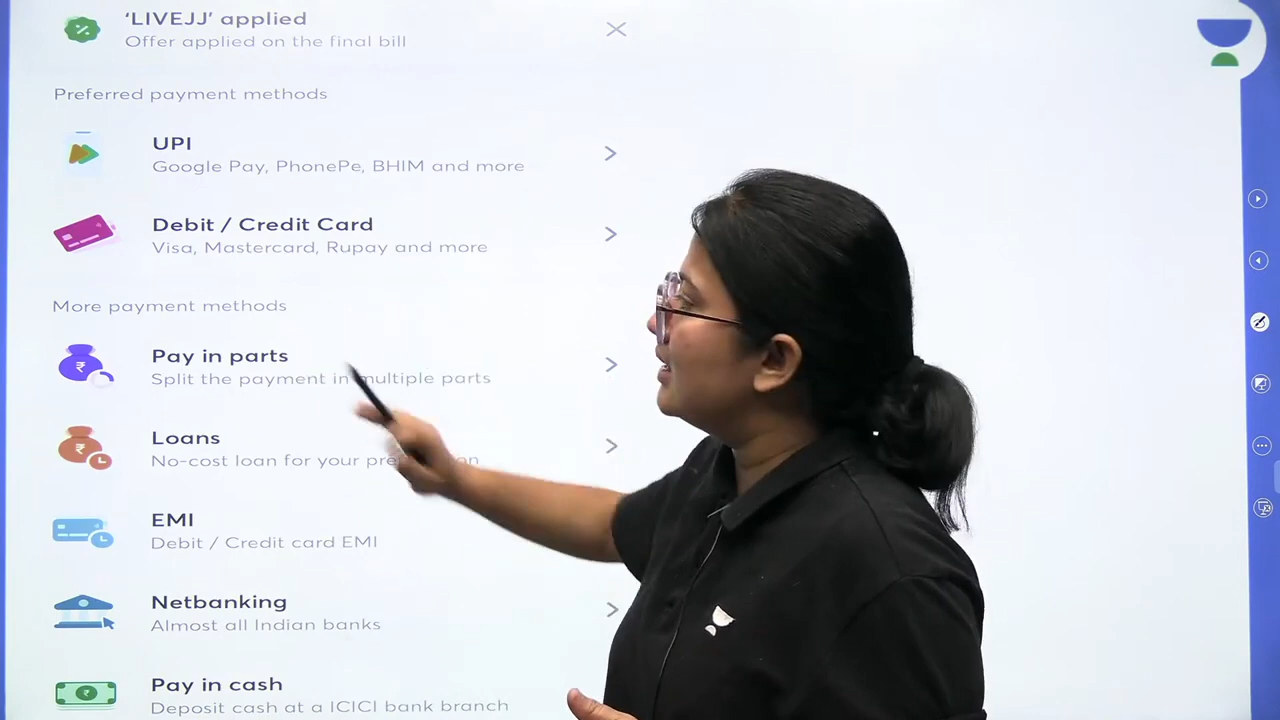 ‘LIVEJJ’ applied
Offer applied on the final bill
Preferred payment methods
UPI
Google Pay, PhonePe, BHIM and more
Debit / Credit Card
Visa, Mastercard, Rupay and more
More payment methods
Pay in parts
Split the payment in multiple parts
Loans
No-cost loan for your
EMI
Debit / Credit card EMI
Netbanking
Almost all Indian banks
Pay in cash
Deposit cash at a ICICI bank branch